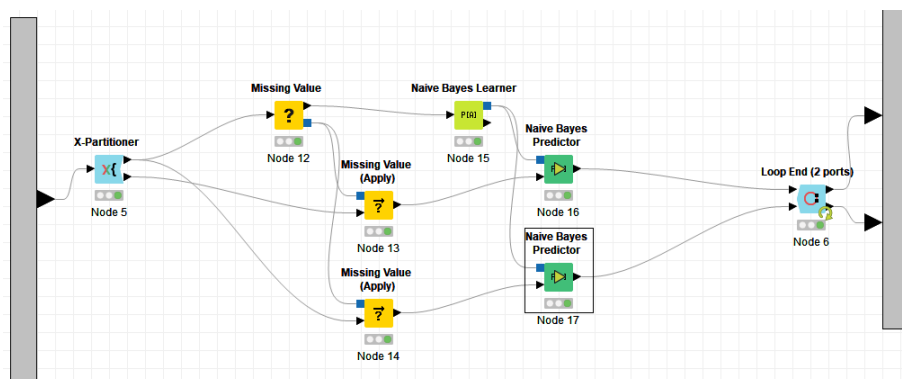 Missing Value
?
Node 12
Naive Bayes Learner
P[A]
Node 15
X-Partitioner
X{
Node 5
Missing Value
(Apply)
?
Node 13
Naive Bayes
Predictor
Node 16
Loop End (2 ports)
Node 6
Naive Bayes
Predictor
Node 17
Missing Value
(Apply)
?
Node 14